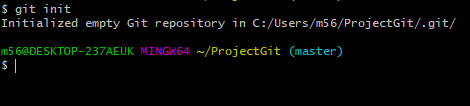 $ git init
Initialized empty Git repository in C:/Users/m56/ProjectGit/.git/
m56@DESKTOP-237AEUK MINGW64 ~/ProjectGit (master)
$